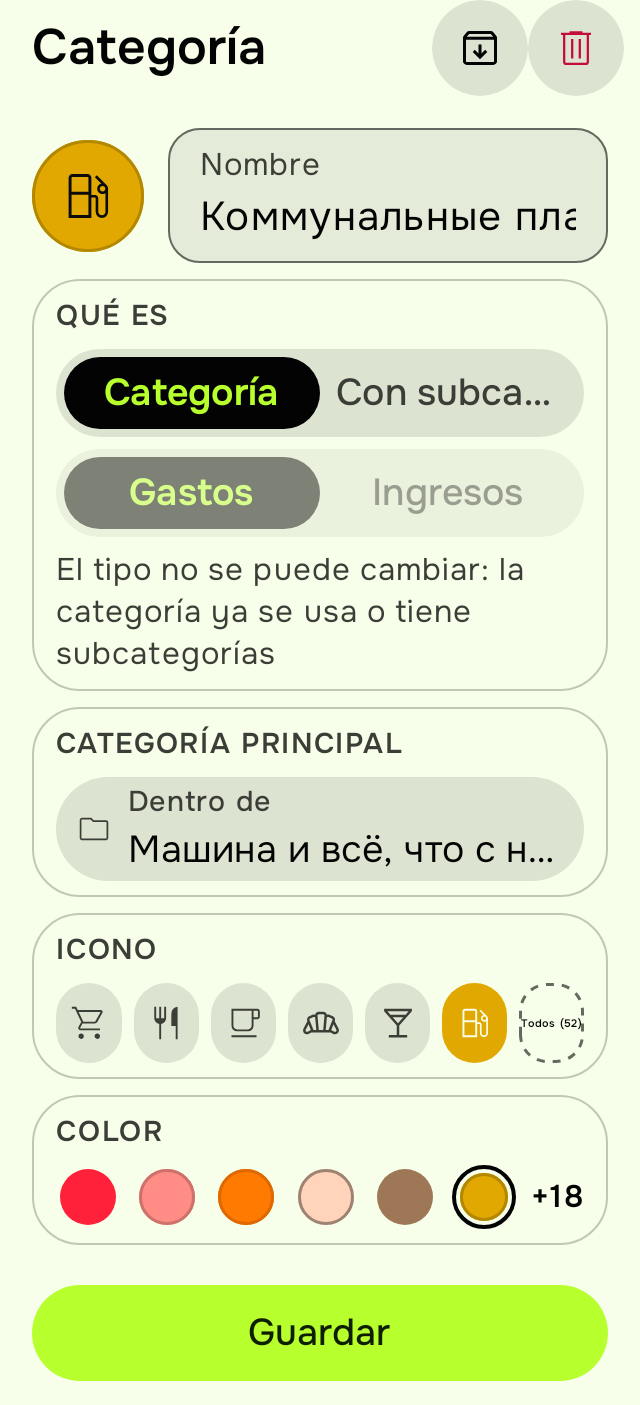 Categoría
Nombre
Коммунальные пла
QUÉ ES
Categoría
Con subca...
Gastos
Ingresos
El tipo no se puede cambiar: la
categoría ya se usa o tiene
subcategorías
CATEGORÍA PRINCIPAL
Dentro de
Машина и всё, что с н...
ICONO
Todos (52)
COLOR
+18
Guardar